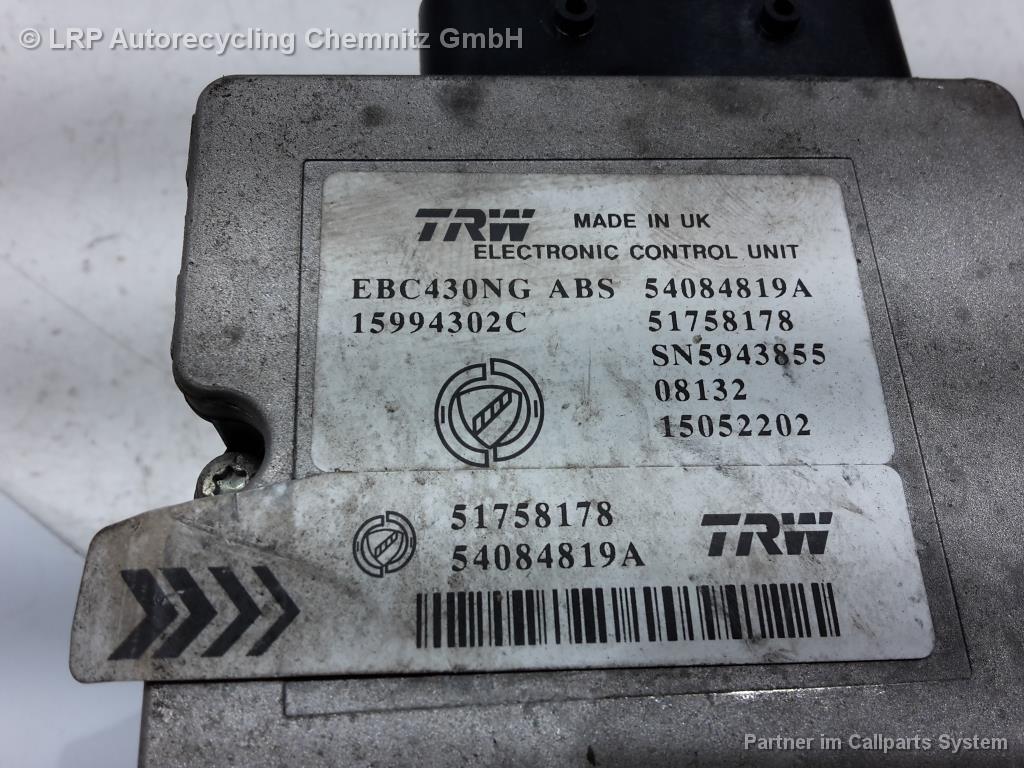 © LRP Autorecycling Chemnitz GmbH
TRW MADE IN UK
ELECTRONIC CONTROL UNIT
EBC430NG ABS 54084819A
15994302C 51758178
SN5943855
08132
15052202
51758178 TRW
54084819A
Partner im Callparts System